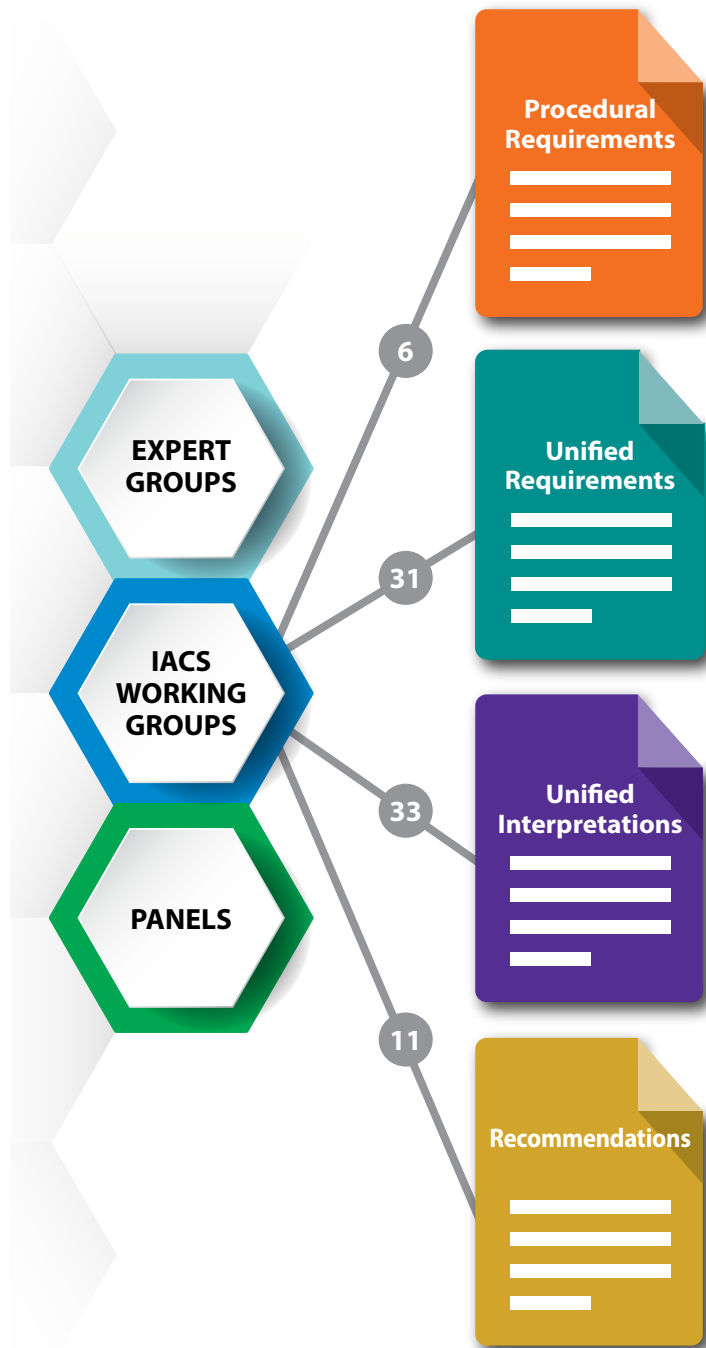 Procedural
Requirements
6
EXPERT
GROUPS
Unified
Requirements
31
IACS
WORKING
GROUPS
33
Unified
Interpretations
PANELS
11
Recommendations